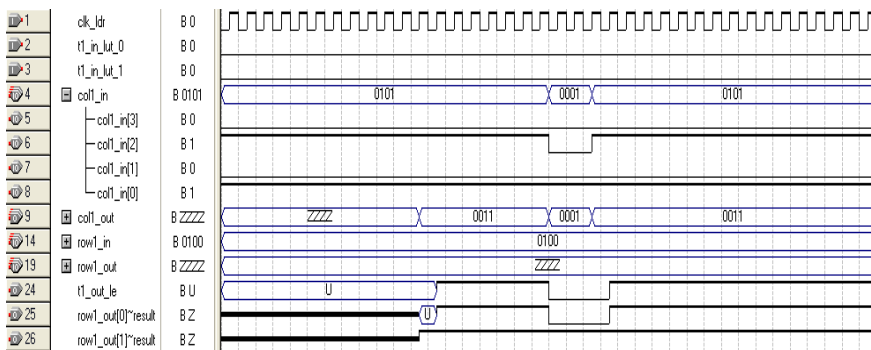 1 clk_ldr B 0
2 t1_in_lut_0 B 0
3 t1_in_lut_1 B 0
4 col1_in B 0101 0101 0001 0101
5 col1_in[3] B 0
6 col1_in[2] B 1
7 col1_in[1] B 0
8 col1_in[0] B 1
9 col1_out B ZZZZ ZZZZ 0011 0001 0011
14 row1_in B 0100 0100
19 row1_out B ZZZZ ZZZZ
24 t1_out_le B U U
25 row1_out[0]~result B Z U
26 row1_out[1]~result B Z